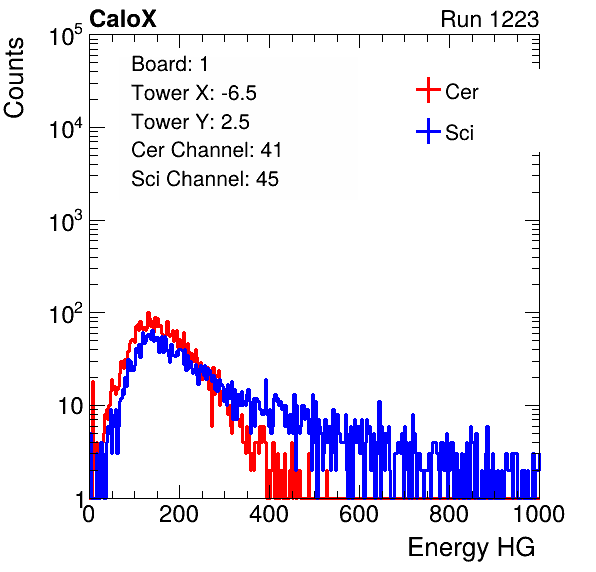 CaloX Run 1223
Counts
Board: 1
Tower X: -6.5
Tower Y: 2.5
Cer Channel: 41
Sci Channel: 45
Cer
Sci
10^5
10^4
10^3
10^2
10
1
0 200 400 600 800 1000
Energy HG